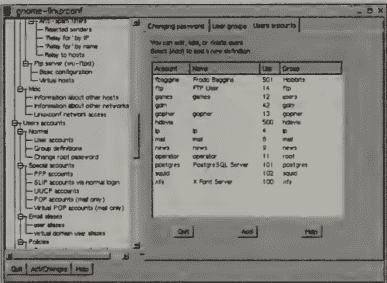 gnome-linuxconf
Anti-spam filters
Rejected senders
'Relay for' by IP
'Relay for' by name
Relay to hosts
Ftp server (wu-ftpd)
Basic configuration
Virtual hosts
Misc
Information about other hosts
Information about other networks
Linuxconf network access
Users accounts
Normal
User accounts
Group definitions
Change root password
Special accounts
PPP accounts
SLIP accounts via normal login
UUCP accounts
POP accounts (mail only)
Virtual POP accounts (mail only)
Email aliases
user aliases
virtual domain user aliases
Policies
Quit Act/Changes Help
Changing password User groups Users accounts
You can edit, add, or delete users
Select [Add] to add a new definition
Account Name Uid Group
fbaggins Frodo Baggins 501 Hobbits
ftp FTP User 14 ftp
games games 12 users
gdm 42 gdm
gopher gopher 13 gopher
500
lp lp 4 lp
mail mail 8 mail
news news 9 news
operator operator 11 root
postgres PostgreSQL Server 101 postgres
squid 102 squid
xfs X Font Server 100 xfs
Quit Add Help